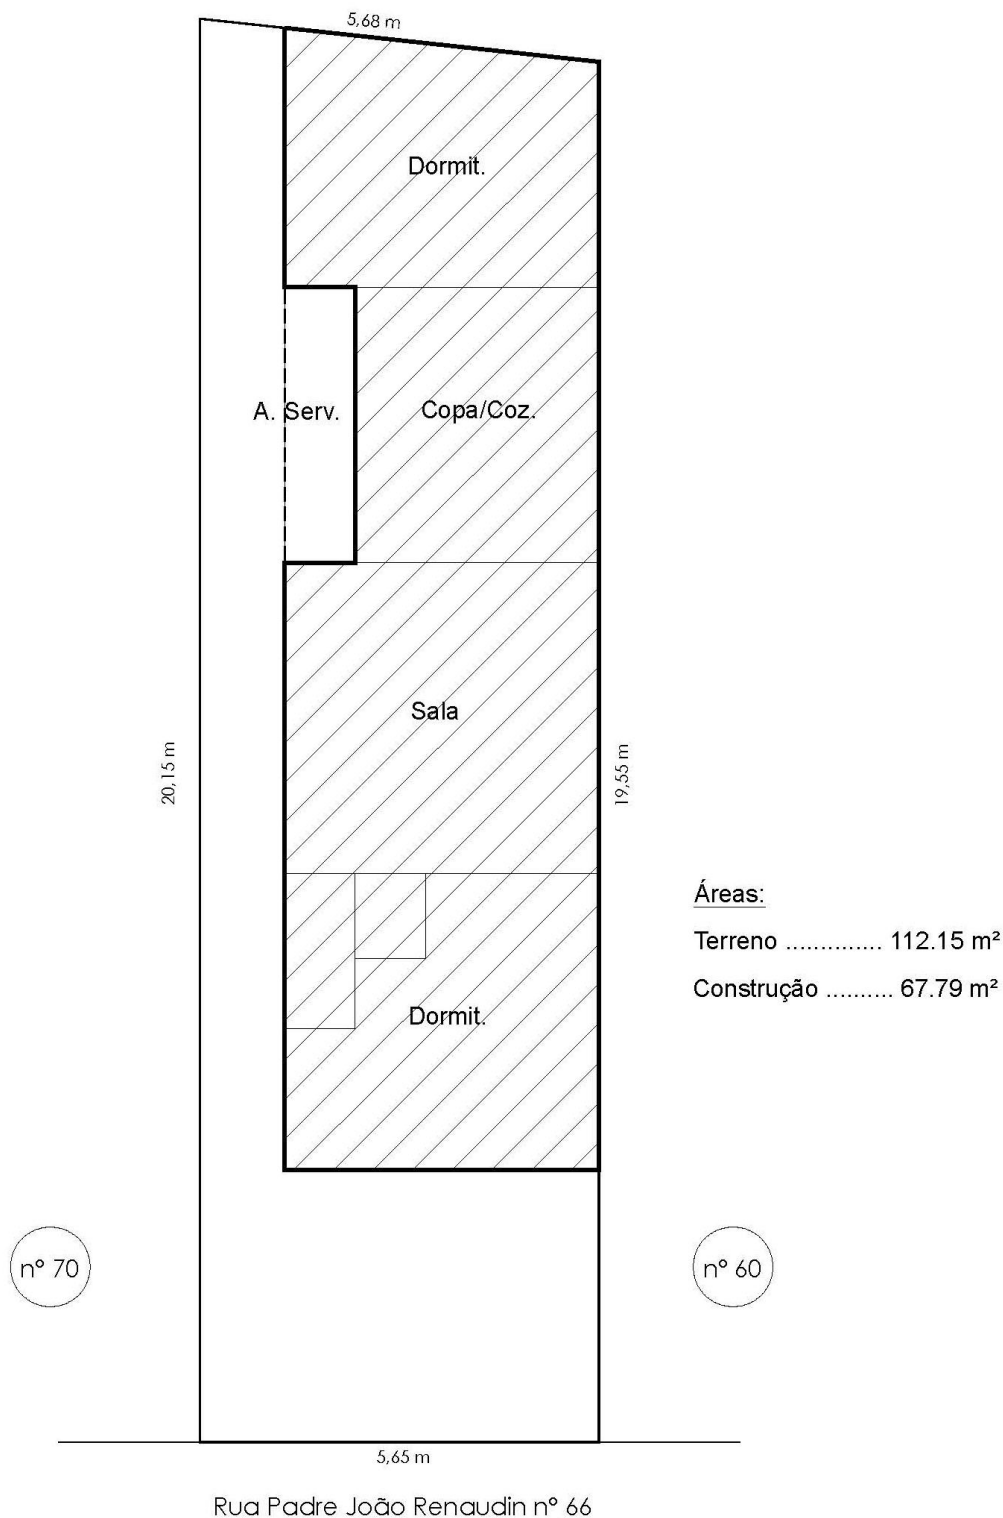 5,68 m
Dormit.
A. Serv.
Copa/Coz.
Sala
20,15 m
19,55 m
Áreas:
Terreno .............. 112.15 m²
Construção .......... 67.79 m²
Dormit.
nº 70
nº 60
5,65 m
Rua Padre João Renaudin nº 66